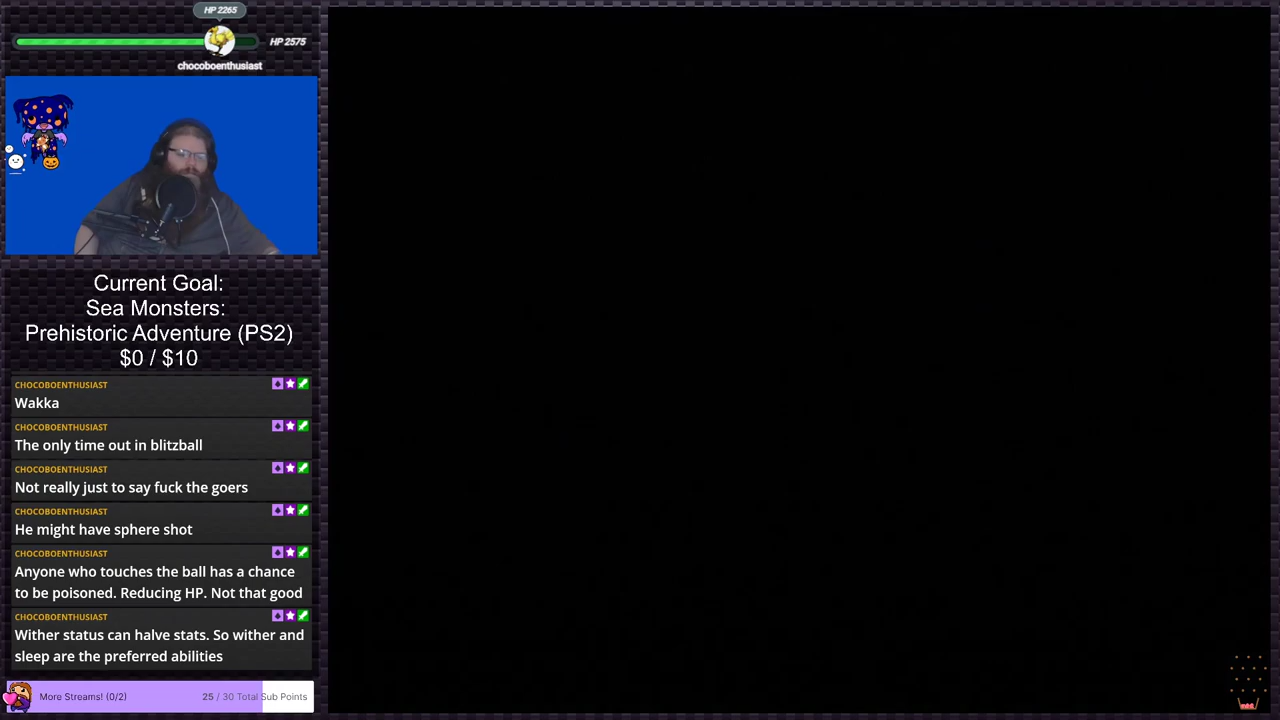 HP 2265
HP 2575
chocoboenthusiast
Current Goal:
Sea Monsters:
Prehistoric Adventure (PS2)
$0 / $10
CHOCOBOENTHUSIAST
Wakka
CHOCOBOENTHUSIAST
The only time out in blitzball
CHOCOBOENTHUSIAST
Not really just to say fuck the goers
CHOCOBOENTHUSIAST
He might have sphere shot
CHOCOBOENTHUSIAST
Anyone who touches the ball has a chance
to be poisoned. Reducing HP. Not that good
CHOCOBOENTHUSIAST
Wither status can halve stats. So wither and
sleep are the preferred abilities
More Streams! (0/2) 25 / 30 Total Sub Points